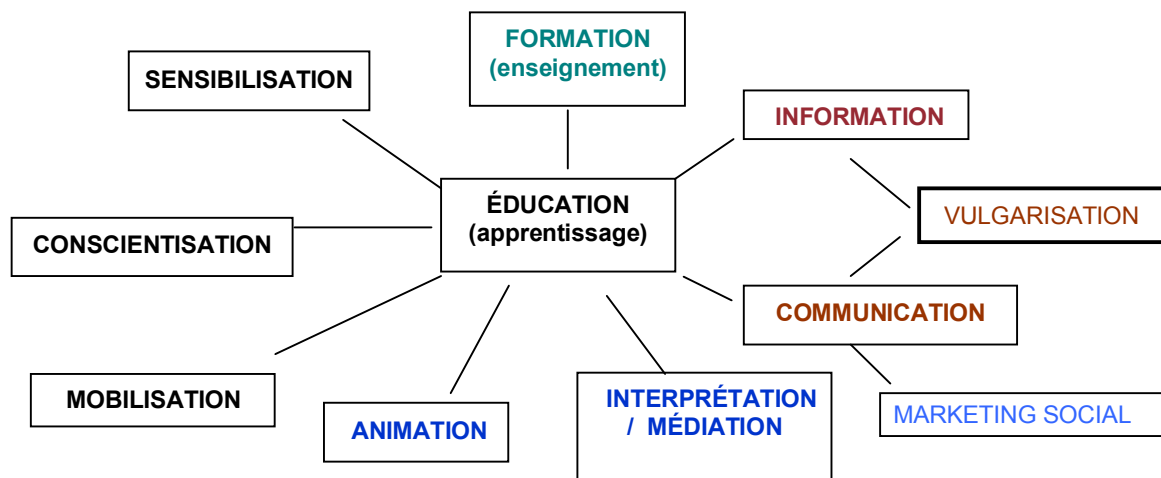 FORMATION
(enseignement)
SENSIBILISATION
INFORMATION
ÉDUCATION
(apprentissage)
VULGARISATION
CONSCIENTISATION
COMMUNICATION
MOBILISATION
ANIMATION
INTERPRÉTATION
/ MÉDIATION
MARKETING SOCIAL